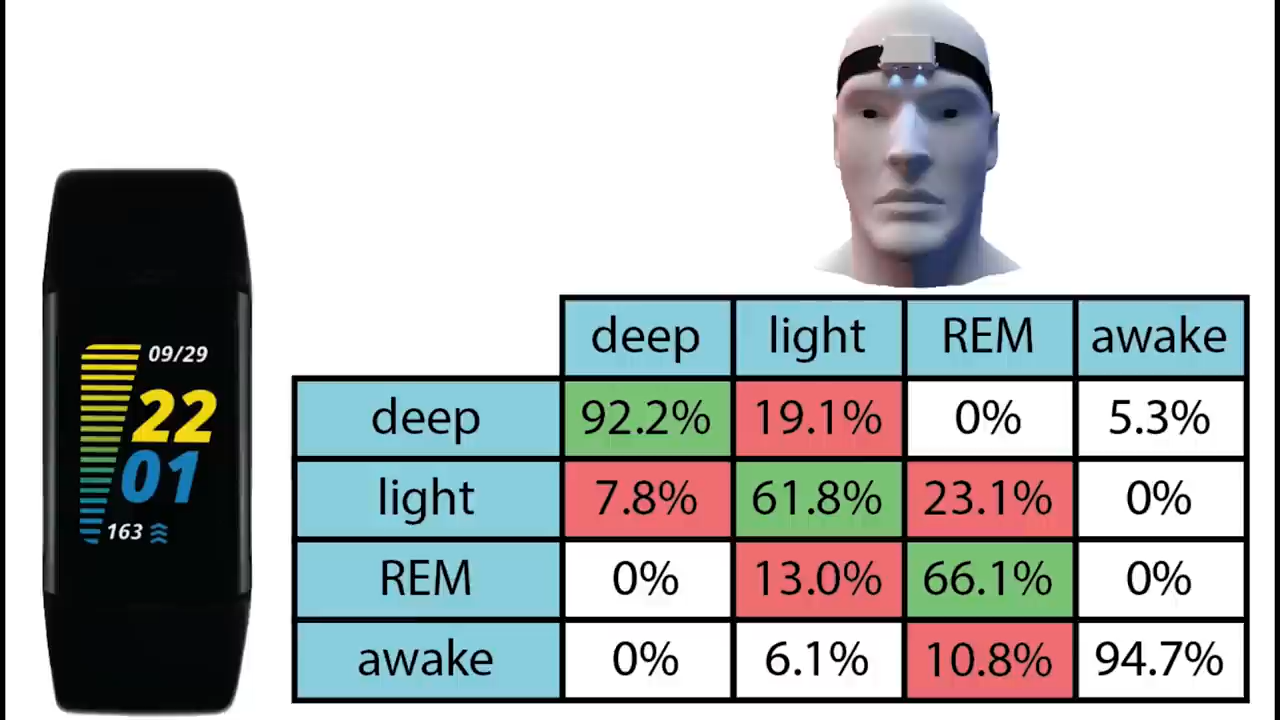 09/29
22
01
163
deep light REM awake
deep 92.2% 19.1% 0% 5.3%
light 7.8% 61.8% 23.1% 0%
REM 0% 13.0% 66.1% 0%
awake 0% 6.1% 10.8% 94.7%